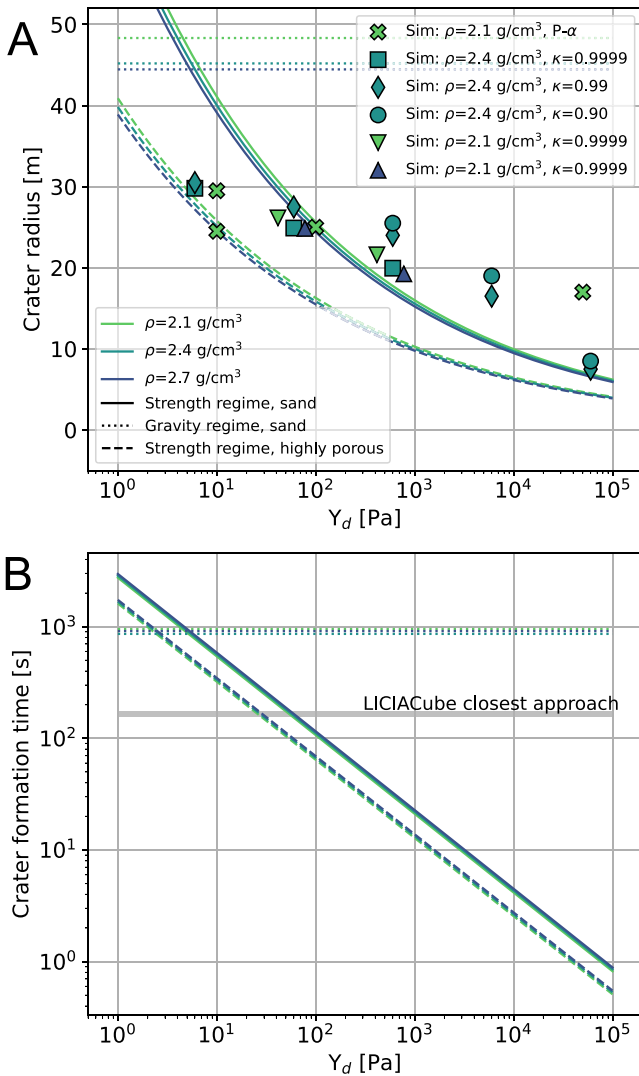 A
Crater radius [m]
50
40
30
20
10
0
Sim: ρ=2.1 g/cm³, P-α
Sim: ρ=2.4 g/cm³, κ=0.9999
Sim: ρ=2.4 g/cm³, κ=0.99
Sim: ρ=2.4 g/cm³, κ=0.90
Sim: ρ=2.1 g/cm³, κ=0.9999
Sim: ρ=2.1 g/cm³, κ=0.9999
ρ=2.1 g/cm³
ρ=2.4 g/cm³
ρ=2.7 g/cm³
Strength regime, sand
Gravity regime, sand
Strength regime, highly porous
10⁰ 10¹ 10² 10³ 10⁴ 10⁵
Y_d [Pa]
B
Crater formation time [s]
10³
10²
10¹
10⁰
LICIACube closest approach
10⁰ 10¹ 10² 10³ 10⁴ 10⁵
Y_d [Pa]